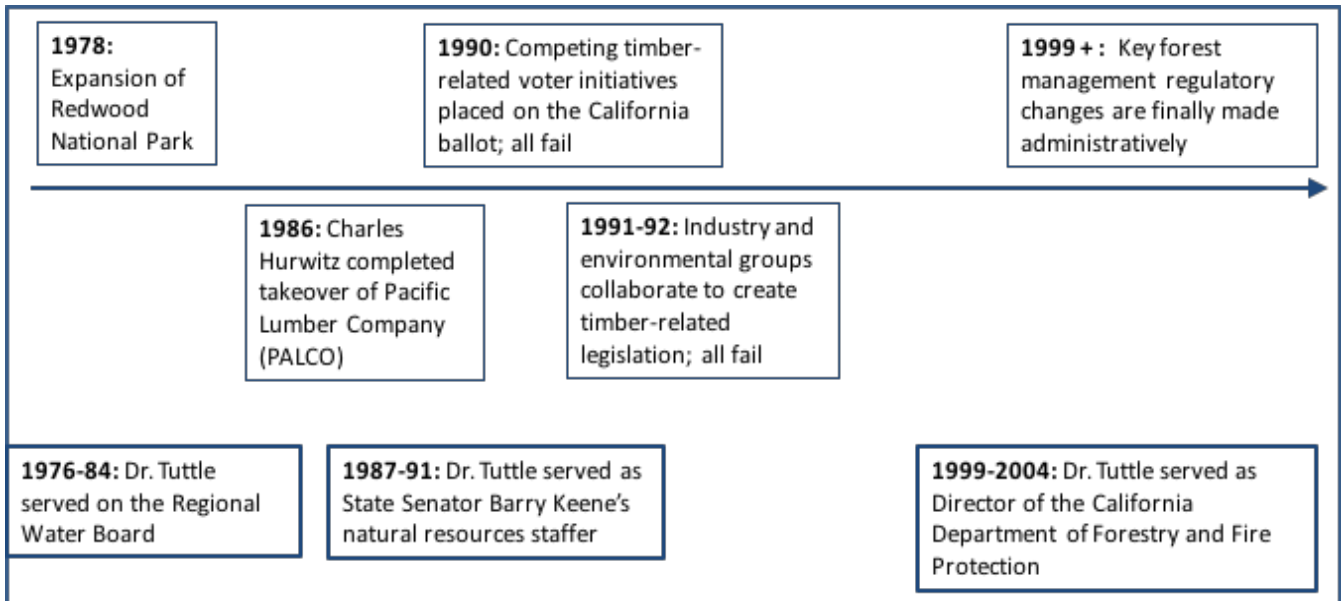 1978:
Expansion of
Redwood
National Park
1990: Competing timber-
related voter initiatives
placed on the California
ballot; all fail
1999 + : Key forest
management regulatory
changes are finally made
administratively
1986: Charles
Hurwitz completed
takeover of Pacific
Lumber Company
(PALCO)
1991-92: Industry and
environmental groups
collaborate to create
timber-related
legislation; all fail
1976-84: Dr. Tuttle
served on the Regional
Water Board
1987-91: Dr. Tuttle served as
State Senator Barry Keene’s
natural resources staffer
1999-2004: Dr. Tuttle served as
Director of the California
Department of Forestry and Fire
Protection